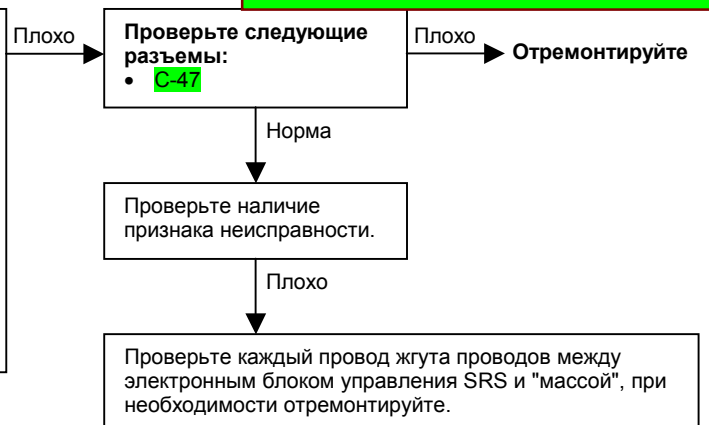 Плохо
Проверьте следующие
разъемы:
• C-47
Плохо
Отремонтируйте
Норма
Проверьте наличие
признака неисправности.
Плохо
Проверьте каждый провод жгута проводов между
электронным блоком управления SRS и "массой", при
необходимости отремонтируйте.